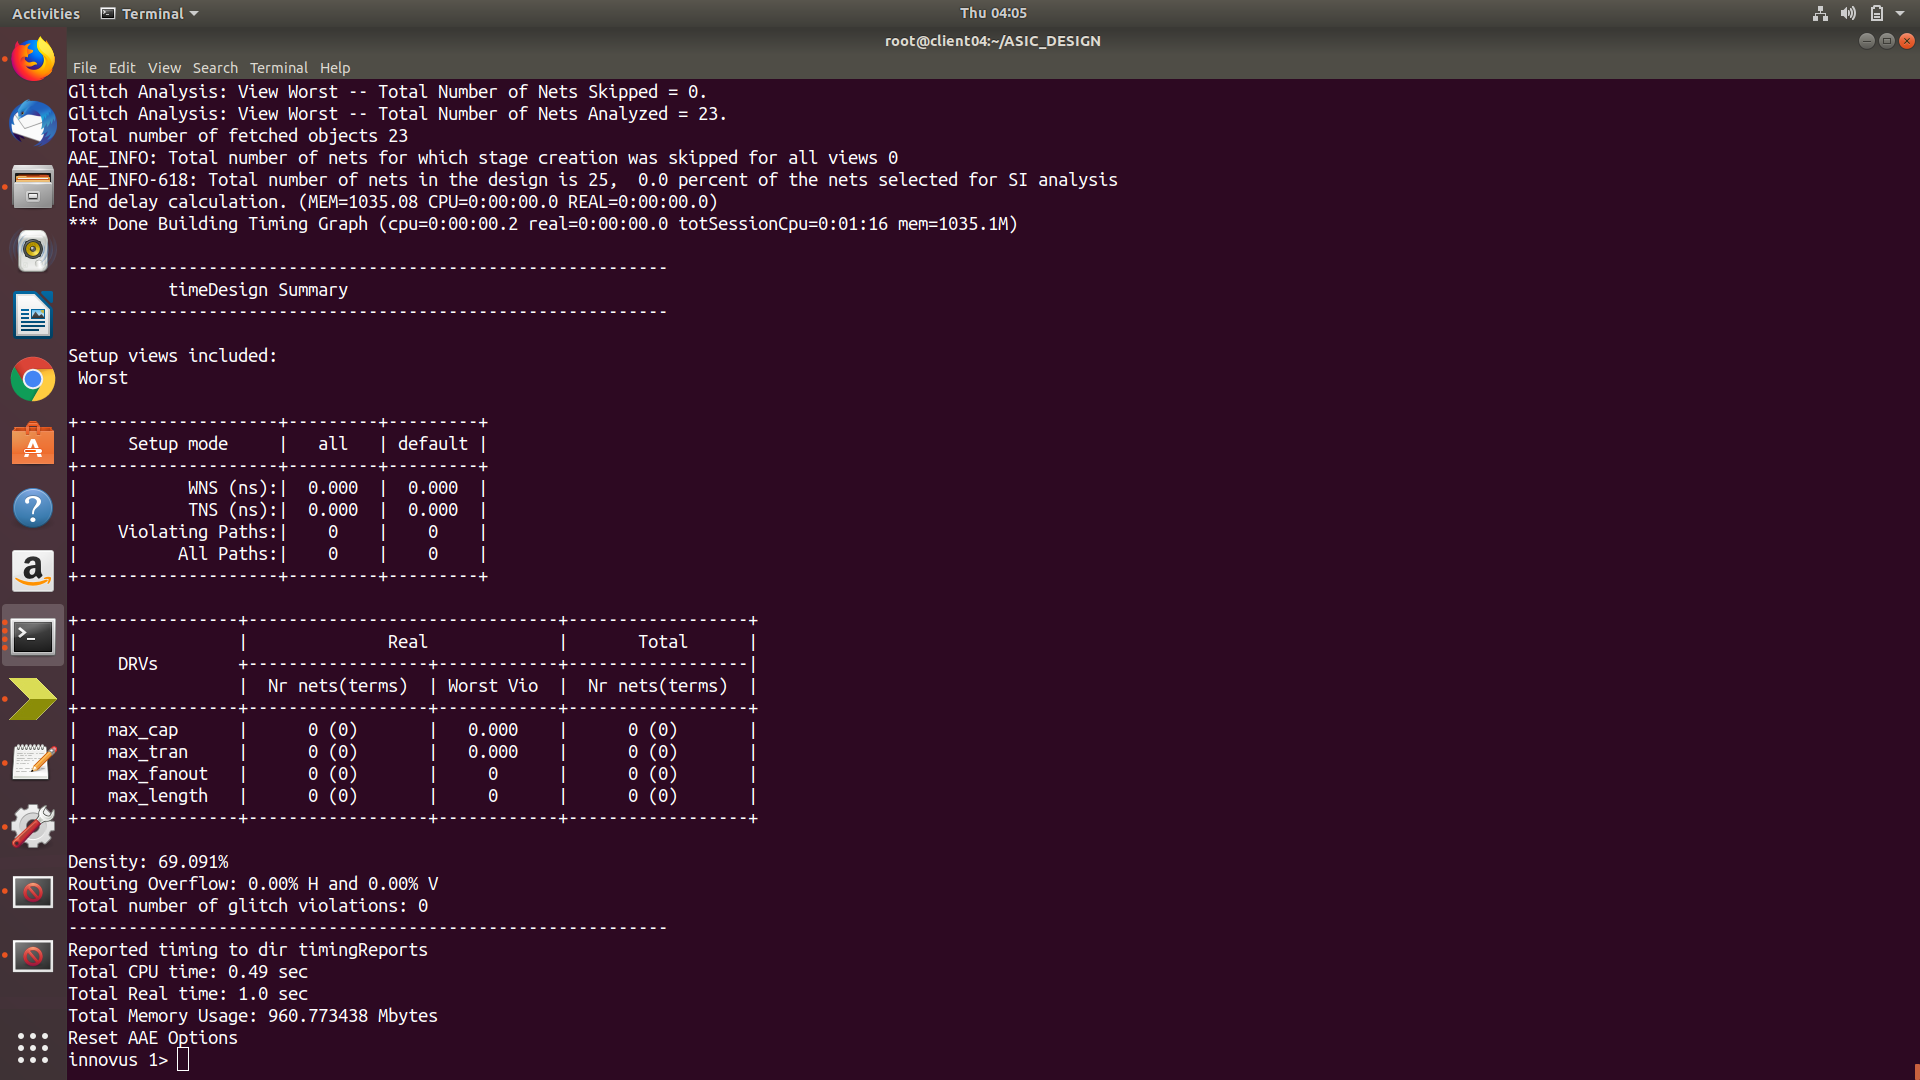 Activities Terminal Thu 04:05
root@client04:~/ASIC_DESIGN
File Edit View Search Terminal Help
Glitch Analysis: View Worst -- Total Number of Nets Skipped = 0.
Glitch Analysis: View Worst -- Total Number of Nets Analyzed = 23.
Total number of fetched objects 23
AAE_INFO: Total number of nets for which stage creation was skipped for all views 0
AAE_INFO-618: Total number of nets in the design is 25,  0.0 percent of the nets selected for SI analysis
End delay calculation. (MEM=1035.08 CPU=0:00:00.0 REAL=0:00:00.0)
*** Done Building Timing Graph (cpu=0:00:00.2 real=0:00:00.0 totSessionCpu=0:01:16 mem=1035.1M)
------------------------------------------------------------
          timeDesign Summary
------------------------------------------------------------
Setup views included:
 Worst
+--------------------+---------+---------+
|     Setup mode     |   all   | default |
+--------------------+---------+---------+
|           WNS (ns):|  0.000  |  0.000  |
|           TNS (ns):|  0.000  |  0.000  |
|    Violating Paths:|    0    |    0    |
|          All Paths:|    0    |    0    |
+--------------------+---------+---------+
+----------------+-------------------------------+------------------+
|                |              Real             |       Total      |
|    DRVs        +------------------+------------+------------------|
|                |  Nr nets(terms)  | Worst Vio  |  Nr nets(terms)  |
+----------------+------------------+------------+------------------+
|   max_cap      |      0 (0)       |   0.000    |      0 (0)       |
|   max_tran     |      0 (0)       |   0.000    |      0 (0)       |
|   max_fanout   |      0 (0)       |     0      |      0 (0)       |
|   max_length   |      0 (0)       |     0      |      0 (0)       |
+----------------+------------------+------------+------------------+
Density: 69.091%
Routing Overflow: 0.00% H and 0.00% V
Total number of glitch violations: 0
------------------------------------------------------------
Reported timing to dir timingReports
Total CPU time: 0.49 sec
Total Real time: 1.0 sec
Total Memory Usage: 960.773438 Mbytes
Reset AAE Options
innovus 1>